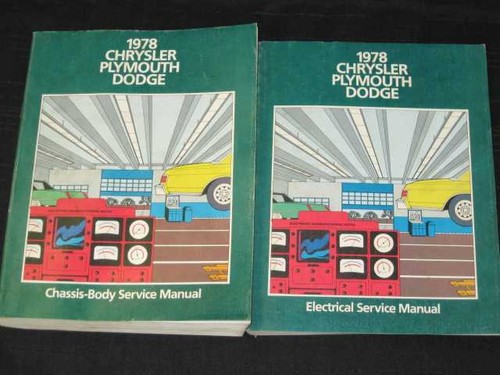 1978
CHRYSLER
PLYMOUTH
DODGE
Chassis-Body Service Manual
1978
CHRYSLER
PLYMOUTH
DODGE
Electrical Service Manual